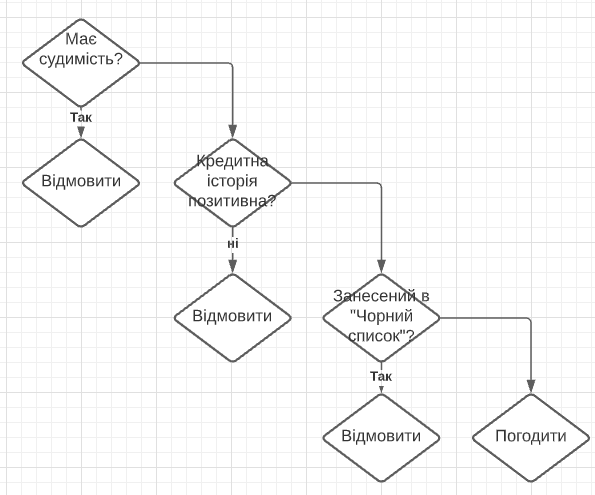 Має
судимість?
Так
Відмовити
Кредитна
історія
позитивна?
ні
Відмовити
Занесений в
"Чорний
список"?
Так
Відмовити
Погодити